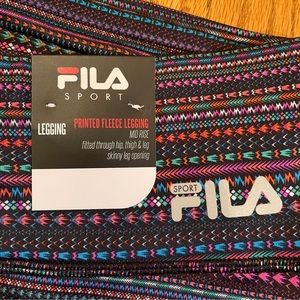 FILA
SPORT
LEGGING
PRINTED FLEECE LEGGING
MID RISE
fitted through hip, thigh & leg
skinny leg opening
SPORT
FILA